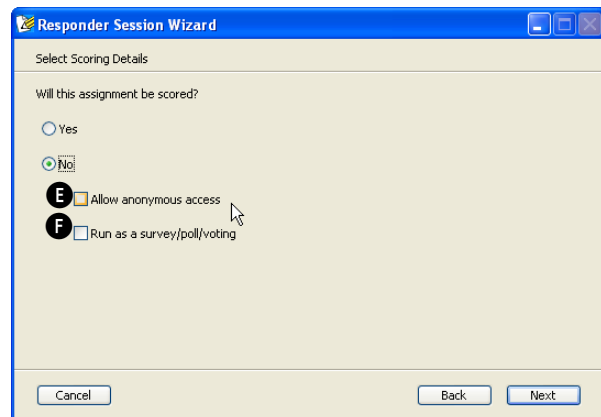 Responder Session Wizard
Select Scoring Details
Will this assignment be scored?
Yes
No
E Allow anonymous access
F Run as a survey/poll/voting
Cancel Back Next